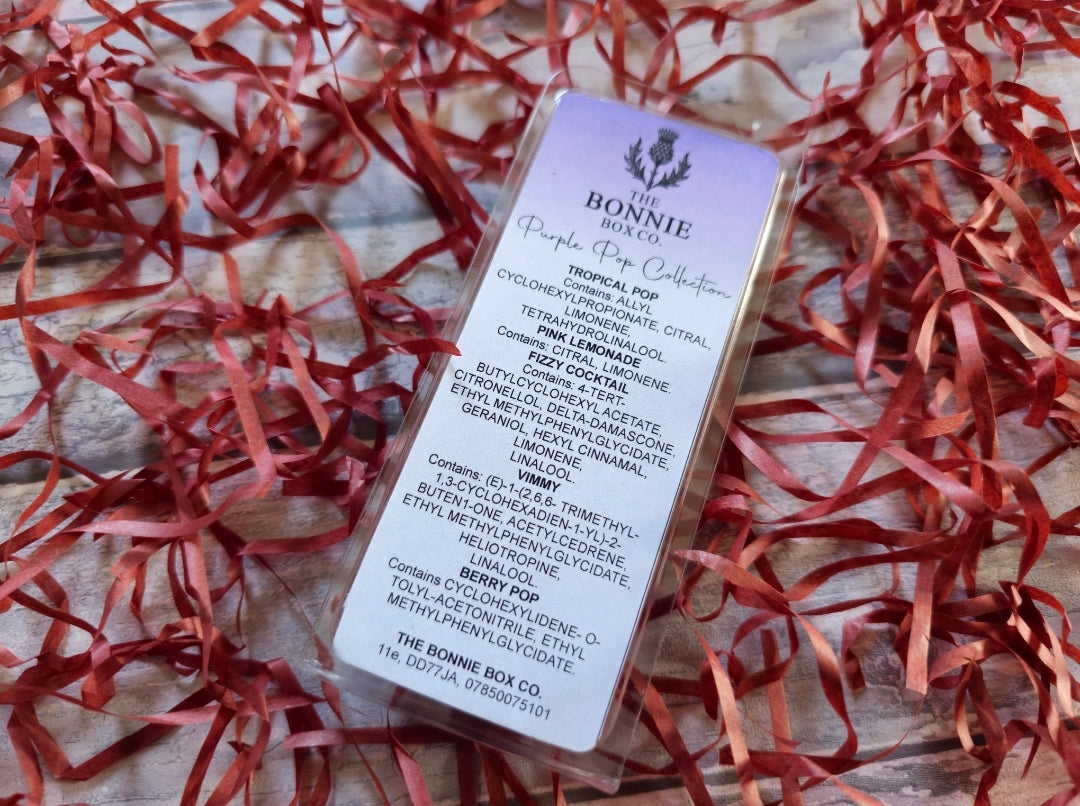 THE
BONNIE
BOX CO.
Purple Pop Collection
TROPICAL POP
Contains: ALLYL
CYCLOHEXYLPROPIONATE, CITRAL,
LIMONENE,
TETRAHYDROLINALOOL.
PINK LEMONADE
Contains: CITRAL, LIMONENE.
FIZZY COCKTAIL
Contains: 4-TERT-
BUTYLCYCLOHEXYL ACETATE,
CITRONELLOL, DELTA-DAMASCONE,
ETHYL METHYLPHENYLGLYCIDATE,
GERANIOL, HEXYL CINNAMAL,
LIMONENE,
LINALOOL.
VIMMY
Contains: (E)-1-(2,6,6- TRIMETHYL-
1,3-CYCLOHEXADIEN-1-YL)-2-
BUTEN1-ONE, ACETYLCEDRENE,
ETHYL METHYLPHENYLGLYCIDATE,
HELIOTROPINE,
LINALOOL.
BERRY POP
Contains CYCLOHEXYLIDENE- O-
TOLYL-ACETONITRILE, ETHYL
METHYLPHENYLGLYCIDATE.
THE BONNIE BOX CO.
11e, DD77JA, 07850075101